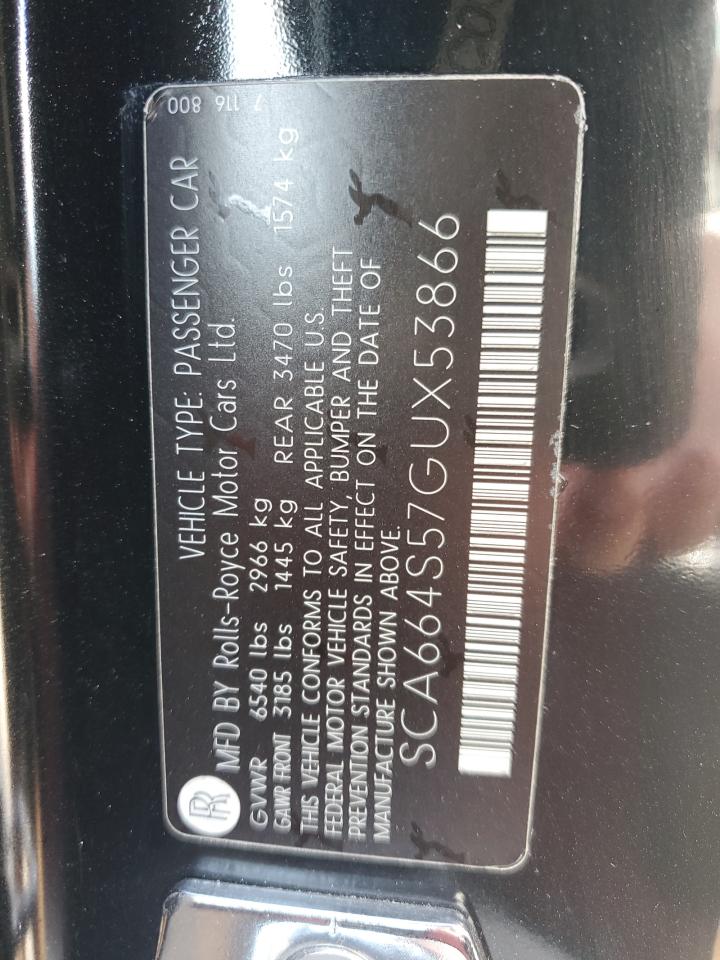 7 116 800
VEHICLE TYPE: PASSENGER CAR
RR
MFD BY Rolls-Royce Motor Cars Ltd.
GVWR 6540 lbs 2966 kg
GAWR FRONT 3185 lbs 1445 kg REAR 3470 lbs 1574 kg
THIS VEHICLE CONFORMS TO ALL APPLICABLE U.S.
FEDERAL MOTOR VEHICLE SAFETY, BUMPER AND THEFT
PREVENTION STANDARDS IN EFFECT ON THE DATE OF
MANUFACTURE SHOWN ABOVE.
SCA664S57GUX53866